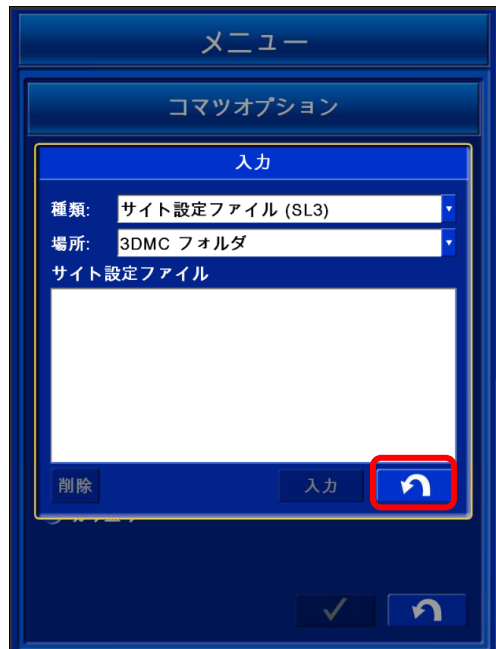 メニュー
コマツオプション
入力
種類: サイト設定ファイル (SL3)
場所: 3DMC フォルダ
サイト設定ファイル
削除 入力